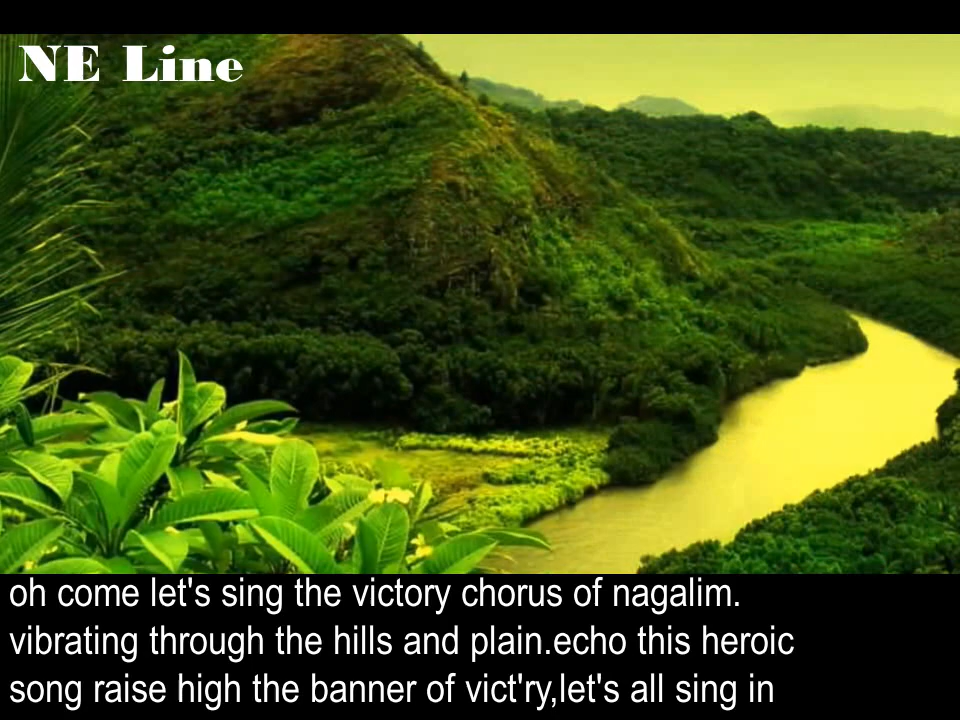 NE Line
oh come let's sing the victory chorus of nagalim.
vibrating through the hills and plain.echo this heroic
song raise high the banner of vict'ry,let's all sing in